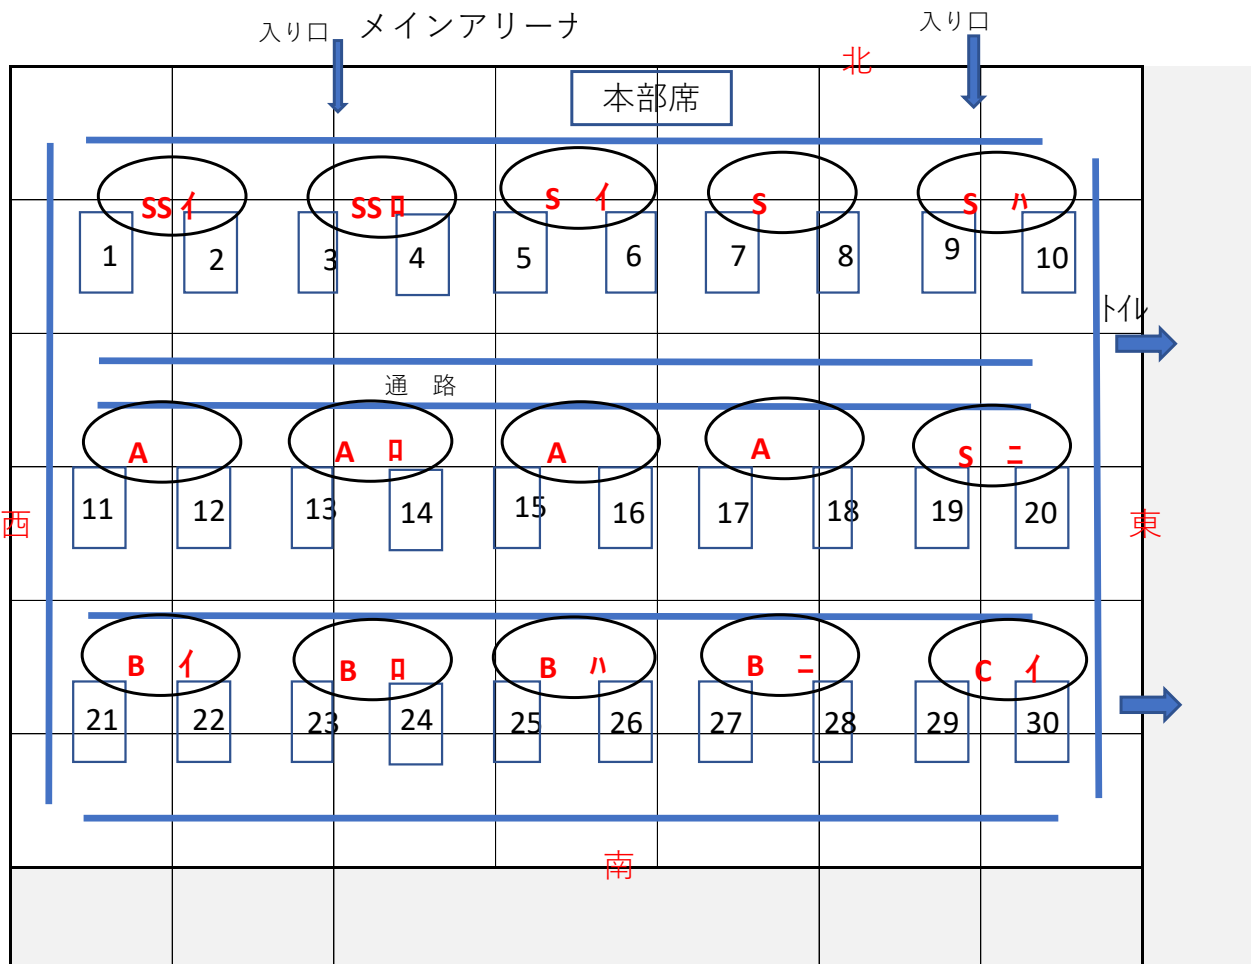 入り口 メインアリーナ 入り口
北
本部席
SS ｲ SS ﾛ S ｲ S S ﾊ
1 2 3 4 5 6 7 8 9 10
ﾄｲﾚ
通 路
A A ﾛ A A S ﾆ
11 12 13 14 15 16 17 18 19 20
西 東
B ｲ B ﾛ B ﾊ B ﾆ C ｲ
21 22 23 24 25 26 27 28 29 30
南